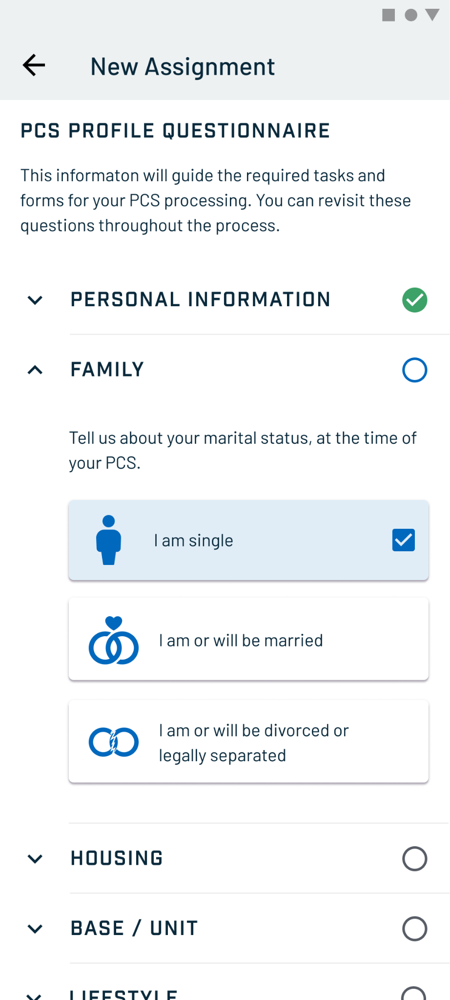 New Assignment
PCS PROFILE QUESTIONNAIRE
This informaton will guide the required tasks and
forms for your PCS processing. You can revisit these
questions throughout the process.
PERSONAL INFORMATION
FAMILY
Tell us about your marital status, at the time of
your PCS.
I am single
I am or will be married
I am or will be divorced or
legally separated
HOUSING
BASE / UNIT
LIFESTYLE